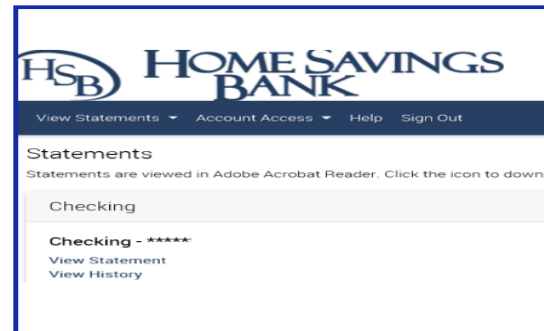 HSB HOME SAVINGS
BANK
View Statements Account Access Help Sign Out
Statements
Statements are viewed in Adobe Acrobat Reader. Click the icon to down
Checking
Checking - *****
View Statement
View History